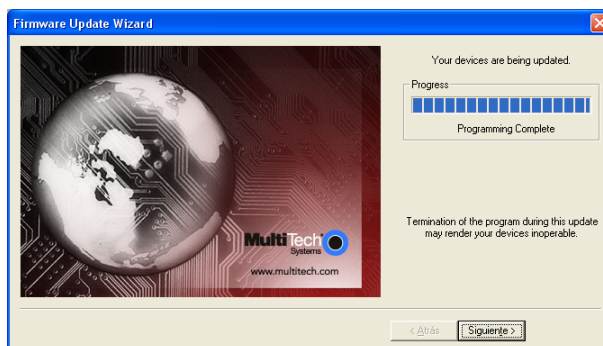 Firmware Update Wizard
Your devices are being updated.
Progress
Programming Complete
Termination of the program during this update
may render your devices inoperable.
MultiTech
Systems
www.multitech.com
< Atrás
Siguiente >